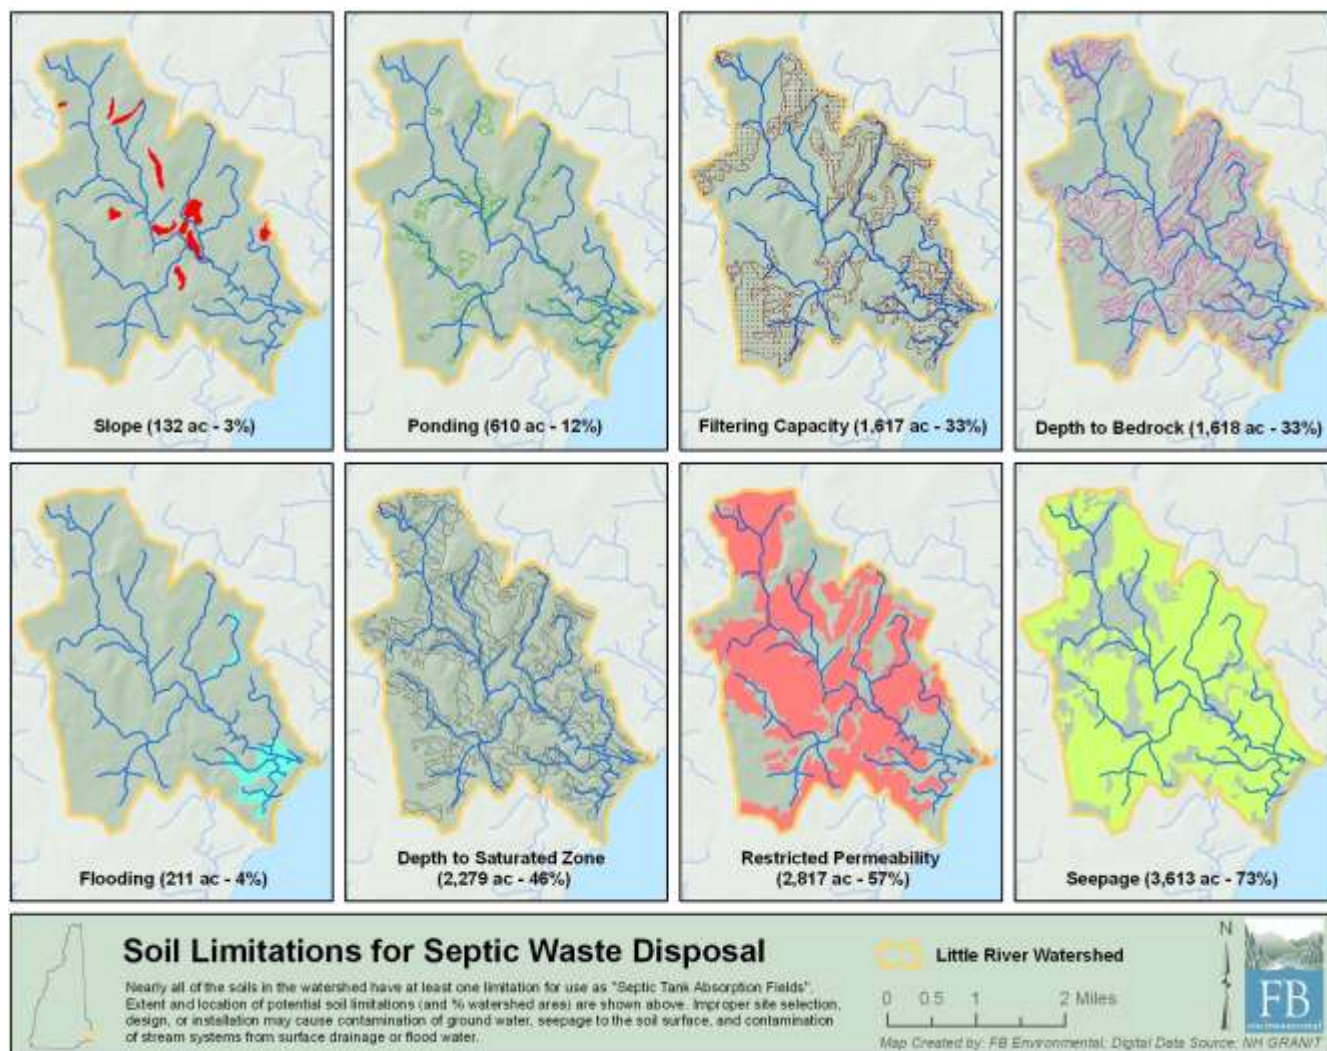 Slope (132 ac - 3%)
Ponding (610 ac - 12%)
Filtering Capacity (1,617 ac - 33%)
Depth to Bedrock (1,618 ac - 33%)
Flooding (211 ac - 4%)
Depth to Saturated Zone
(2,279 ac - 46%)
Restricted Permeability
(2,817 ac - 57%)
Seepage (3,613 ac - 73%)
Soil Limitations for Septic Waste Disposal
Nearly all of the soils in the watershed have at least one limitation for use as "Septic Tank Absorption Fields".
Extent and location of potential soil limitations (and % watershed area) are shown above. Improper site selection,
design, or installation may cause contamination of ground water, seepage to the soil surface, and contamination
of stream systems from surface drainage or flood water.
Little River Watershed
0 0.5 1 2 Miles
N
FB
environmental
Map Created by: FB Environmental; Digital Data Source: NH GRANIT